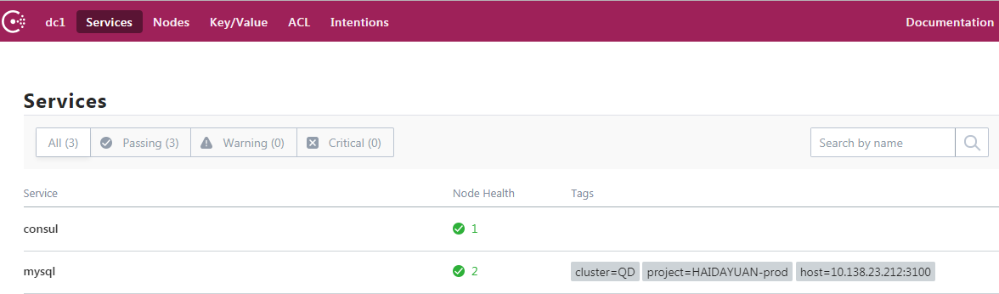 dc1 Services Nodes Key/Value ACL Intentions Documentation
Services
All (3) Passing (3) Warning (0) Critical (0) Search by name
Service Node Health Tags
consul 1
mysql 2 cluster=QD project=HAIDAYUAN-prod host=10.138.23.212:3100